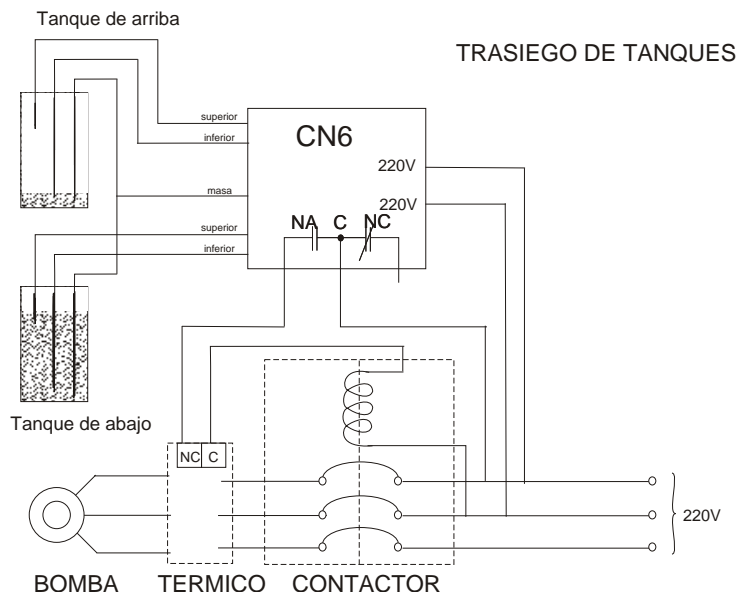 Tanque de arriba
TRASIEGO DE TANQUES
superior
inferior
CN6
220V
masa
220V
NA C NC
superior
inferior
Tanque de abajo
NC C
220V
BOMBA TERMICO CONTACTOR